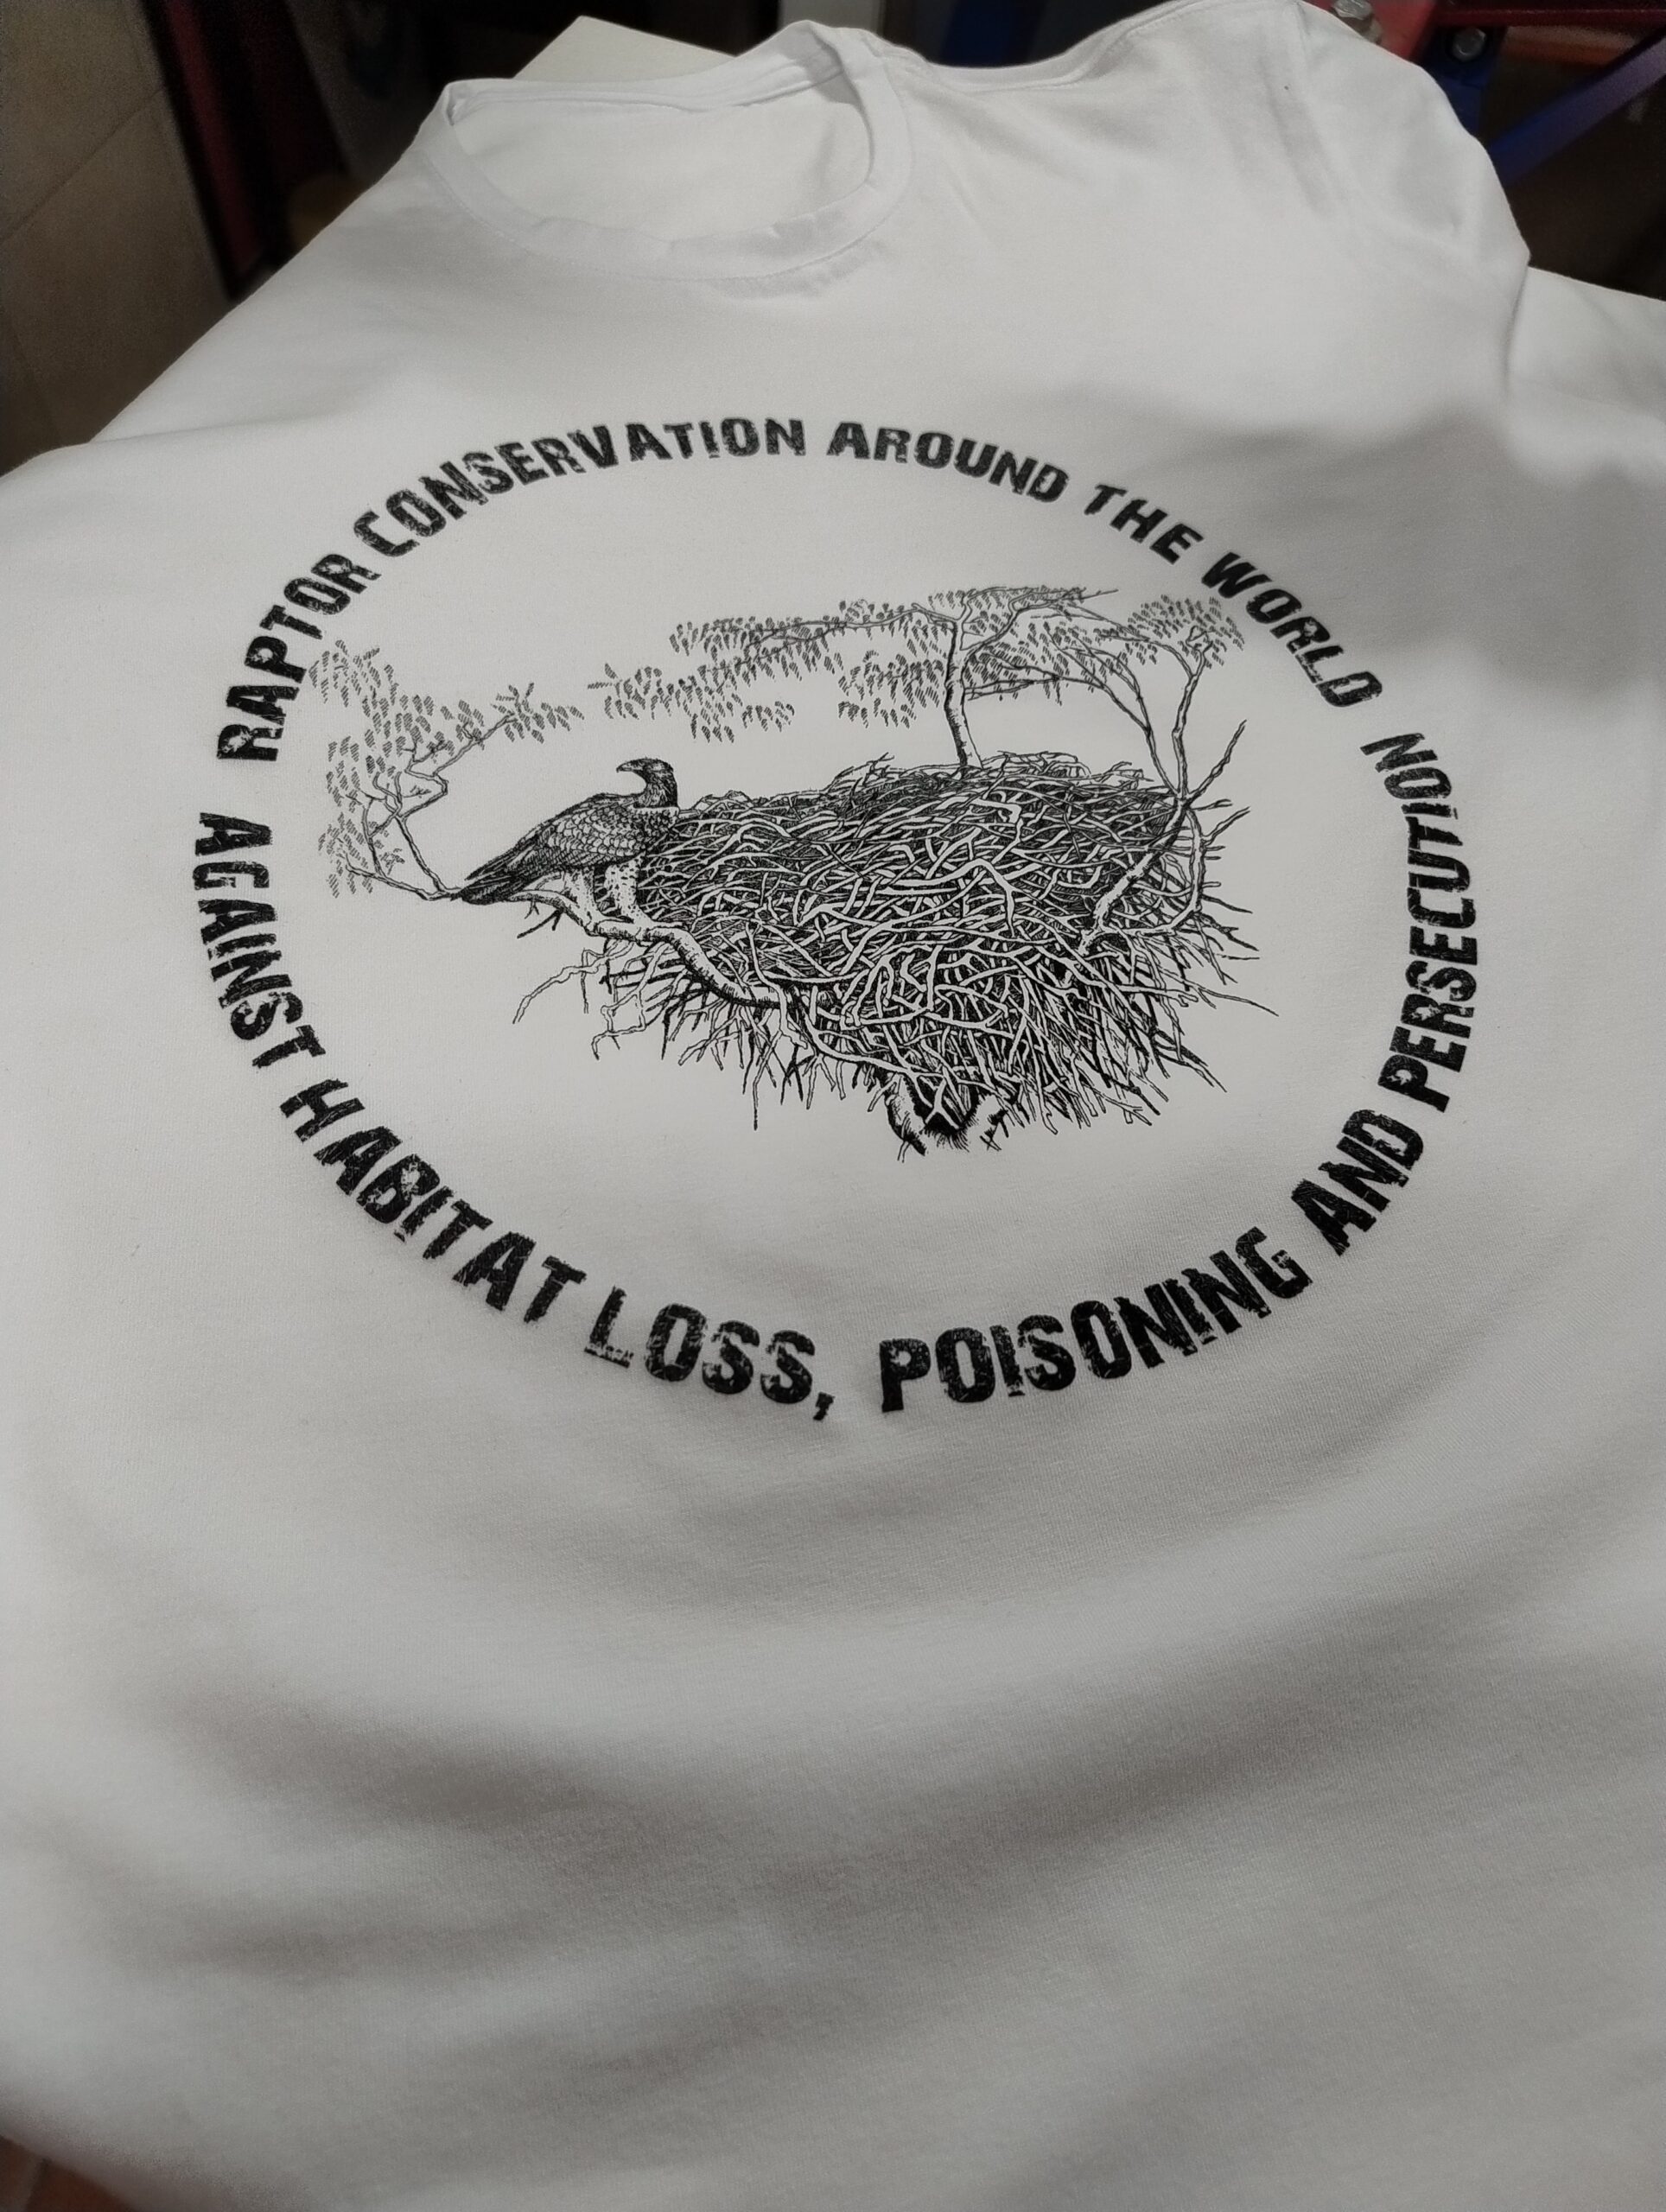 RAPTOR CONSERVATION AROUND THE WORLD
AGAINST HABITAT LOSS, POISONING AND PERSECUTION